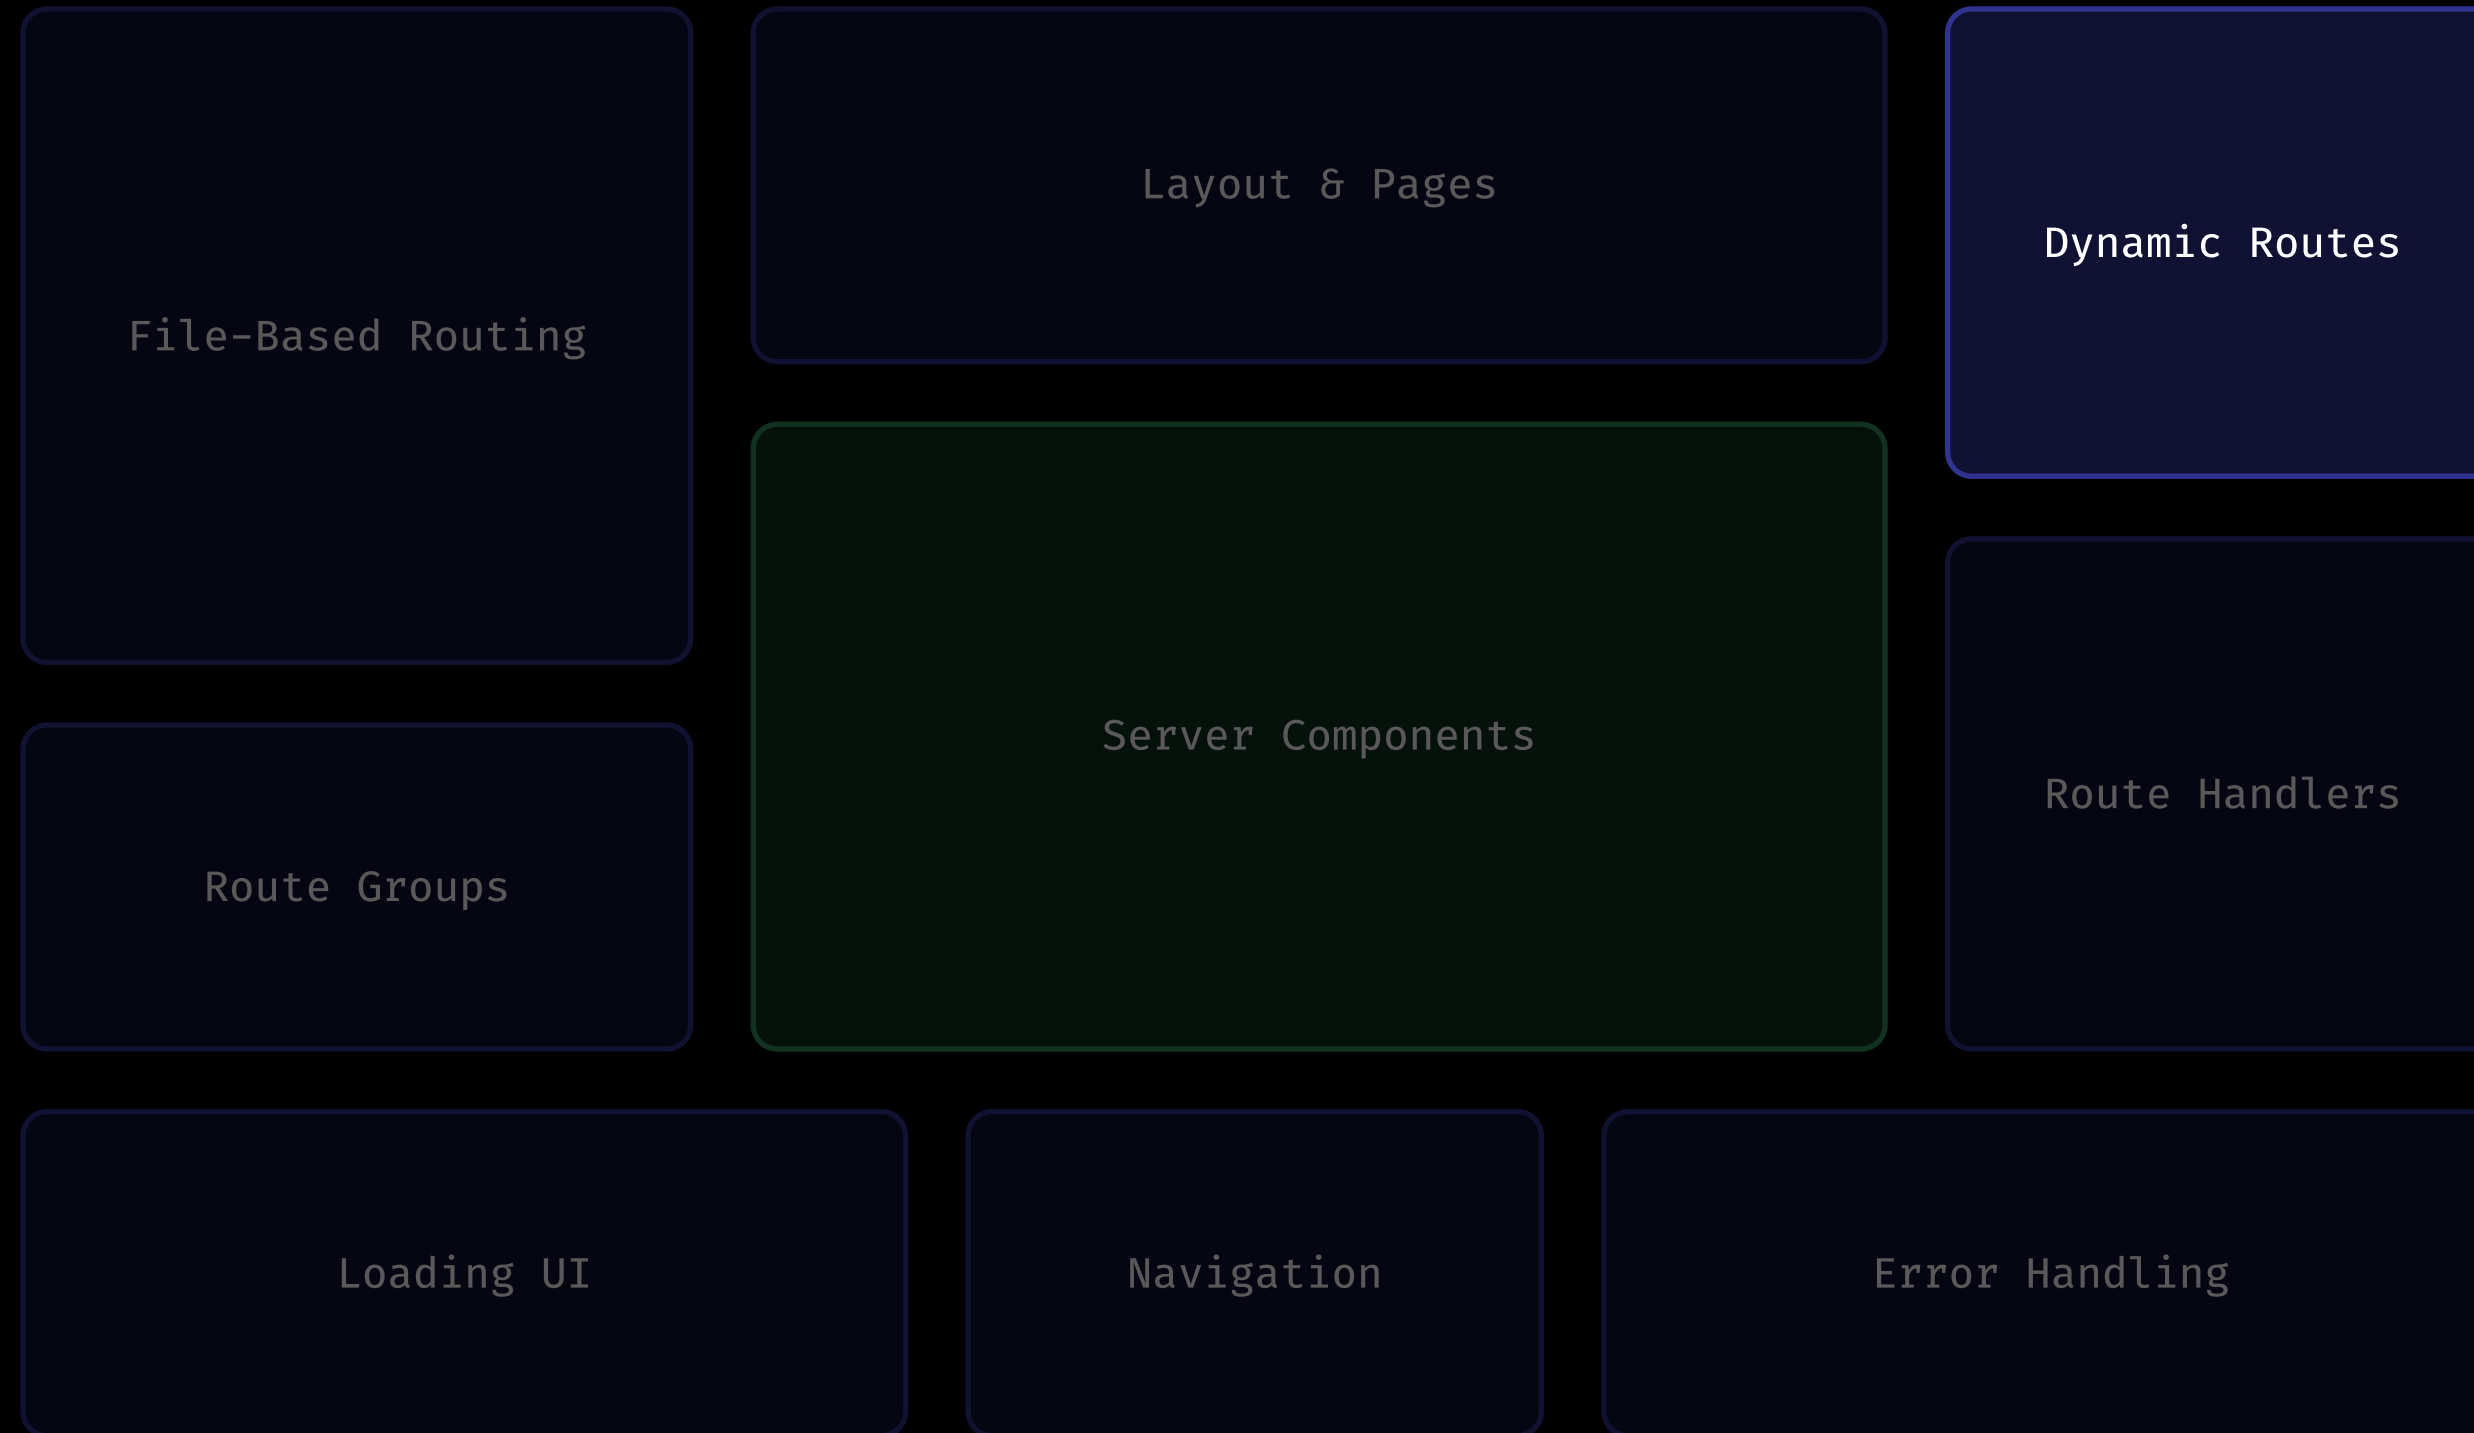 Layout & Pages
Dynamic Routes
File-Based Routing
Server Components
Route Handlers
Route Groups
Loading UI
Navigation
Error Handling